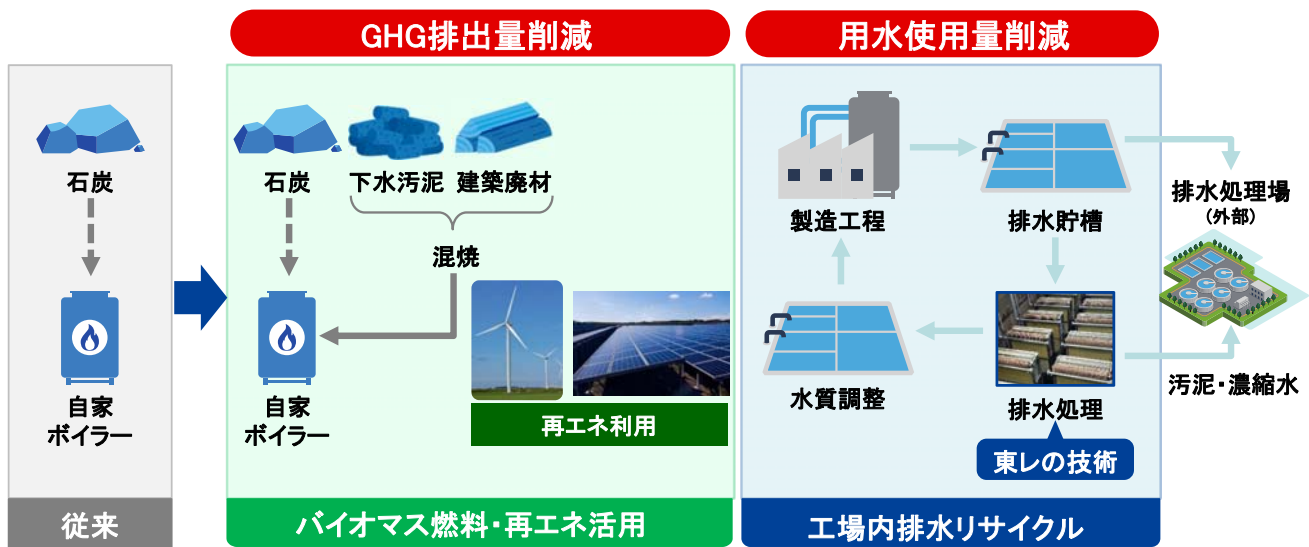 GHG排出量削減
用水使用量削減
石炭
自家
ボイラー
従来
石炭
下水汚泥
建築廃材
混焼
自家
ボイラー
再エネ利用
バイオマス燃料・再エネ活用
製造工程
排水貯槽
排水処理場
(外部)
水質調整
排水処理
汚泥・濃縮水
東レの技術
工場内排水リサイクル